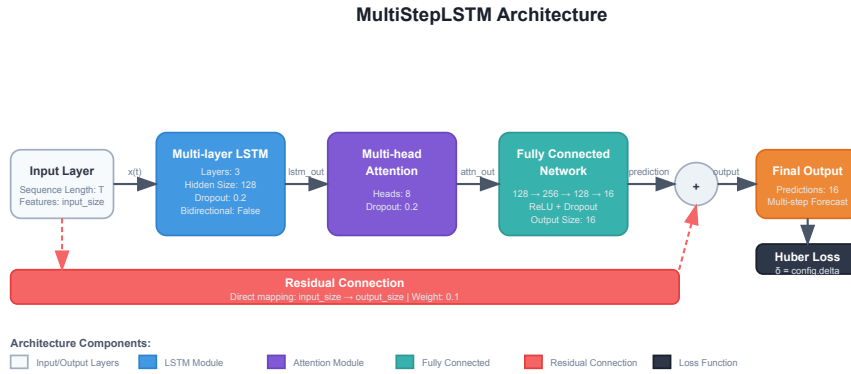 MultiStepLSTM Architecture
Input Layer
Sequence Length: T
Features: input_size
x(t)
Multi-layer LSTM
Layers: 3
Hidden Size: 128
Dropout: 0.2
Bidirectional: False
lstm_out
Multi-head
Attention
Heads: 8
Dropout: 0.2
attn_out
Fully Connected
Network
128 → 256 → 128 → 16
ReLU + Dropout
Output Size: 16
prediction
+
output
Final Output
Predictions: 16
Multi-step Forecast
Huber Loss
δ = config.delta
Residual Connection
Direct mapping: input_size → output_size | Weight: 0.1
Architecture Components:
Input/Output Layers
LSTM Module
Attention Module
Fully Connected
Residual Connection
Loss Function